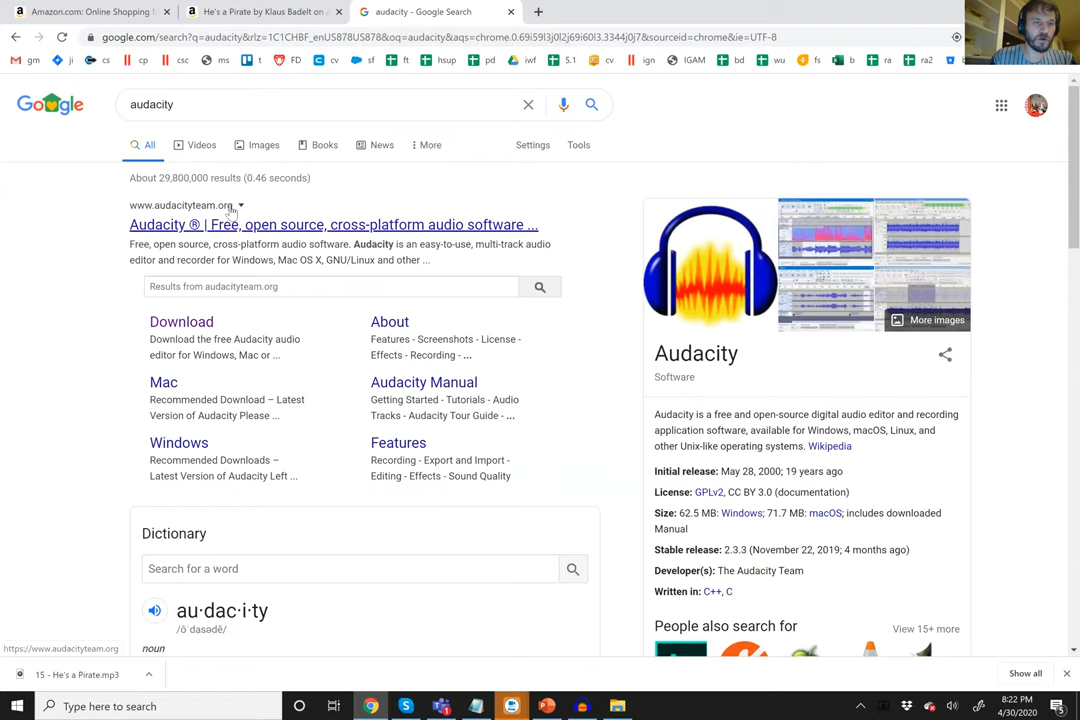 Amazon.com: Online Shopping f
He's a Pirate by Klaus Badelt on A
audacity - Google Search
google.com/search?q=audacity&rlz=1C1CHBF_enUS878US878&oq=audacity&aqs=chrome.0.69i59l3j0l2j69i60l3.3344j0j7&sourceid=chrome&ie=UTF-8
gm ji cs cp csc ms t FD cv sf ft hsup pd iwf 5.1 cv ign IGAM bd wu fs b ra ra2 b
Google
audacity
All Videos Images Books News More Settings Tools
About 29,800,000 results (0.46 seconds)
www.audacityteam.org
Audacity ® | Free, open source, cross-platform audio software ...
Free, open source, cross-platform audio software. Audacity is an easy-to-use, multi-track audio
editor and recorder for Windows, Mac OS X, GNU/Linux and other ...
Results from audacityteam.org
Download
Download the free Audacity audio
editor for Windows, Mac or ...
About
Features - Screenshots - License -
Effects - Recording - ...
Mac
Recommended Download – Latest
Version of Audacity Please ...
Audacity Manual
Getting Started - Tutorials - Audio
Tracks - Audacity Tour Guide - ...
Windows
Recommended Downloads –
Latest Version of Audacity Left ...
Features
Recording - Export and Import -
Editing - Effects - Sound Quality
Dictionary
Search for a word
au·dac·i·ty
/ôˈdasədē/
noun
More images
Audacity
Software
Audacity is a free and open-source digital audio editor and recording
application software, available for Windows, macOS, Linux, and
other Unix-like operating systems. Wikipedia
Initial release: May 28, 2000; 19 years ago
License: GPLv2, CC BY 3.0 (documentation)
Size: 62.5 MB: Windows; 71.7 MB: macOS; includes downloaded
Manual
Stable release: 2.3.3 (November 22, 2019; 4 months ago)
Developer(s): The Audacity Team
Written in: C++, C
People also search for
View 15+ more
https://www.audacityteam.org
15 - He's a Pirate.mp3
Show all
Type here to search
8:22 PM
4/30/2020